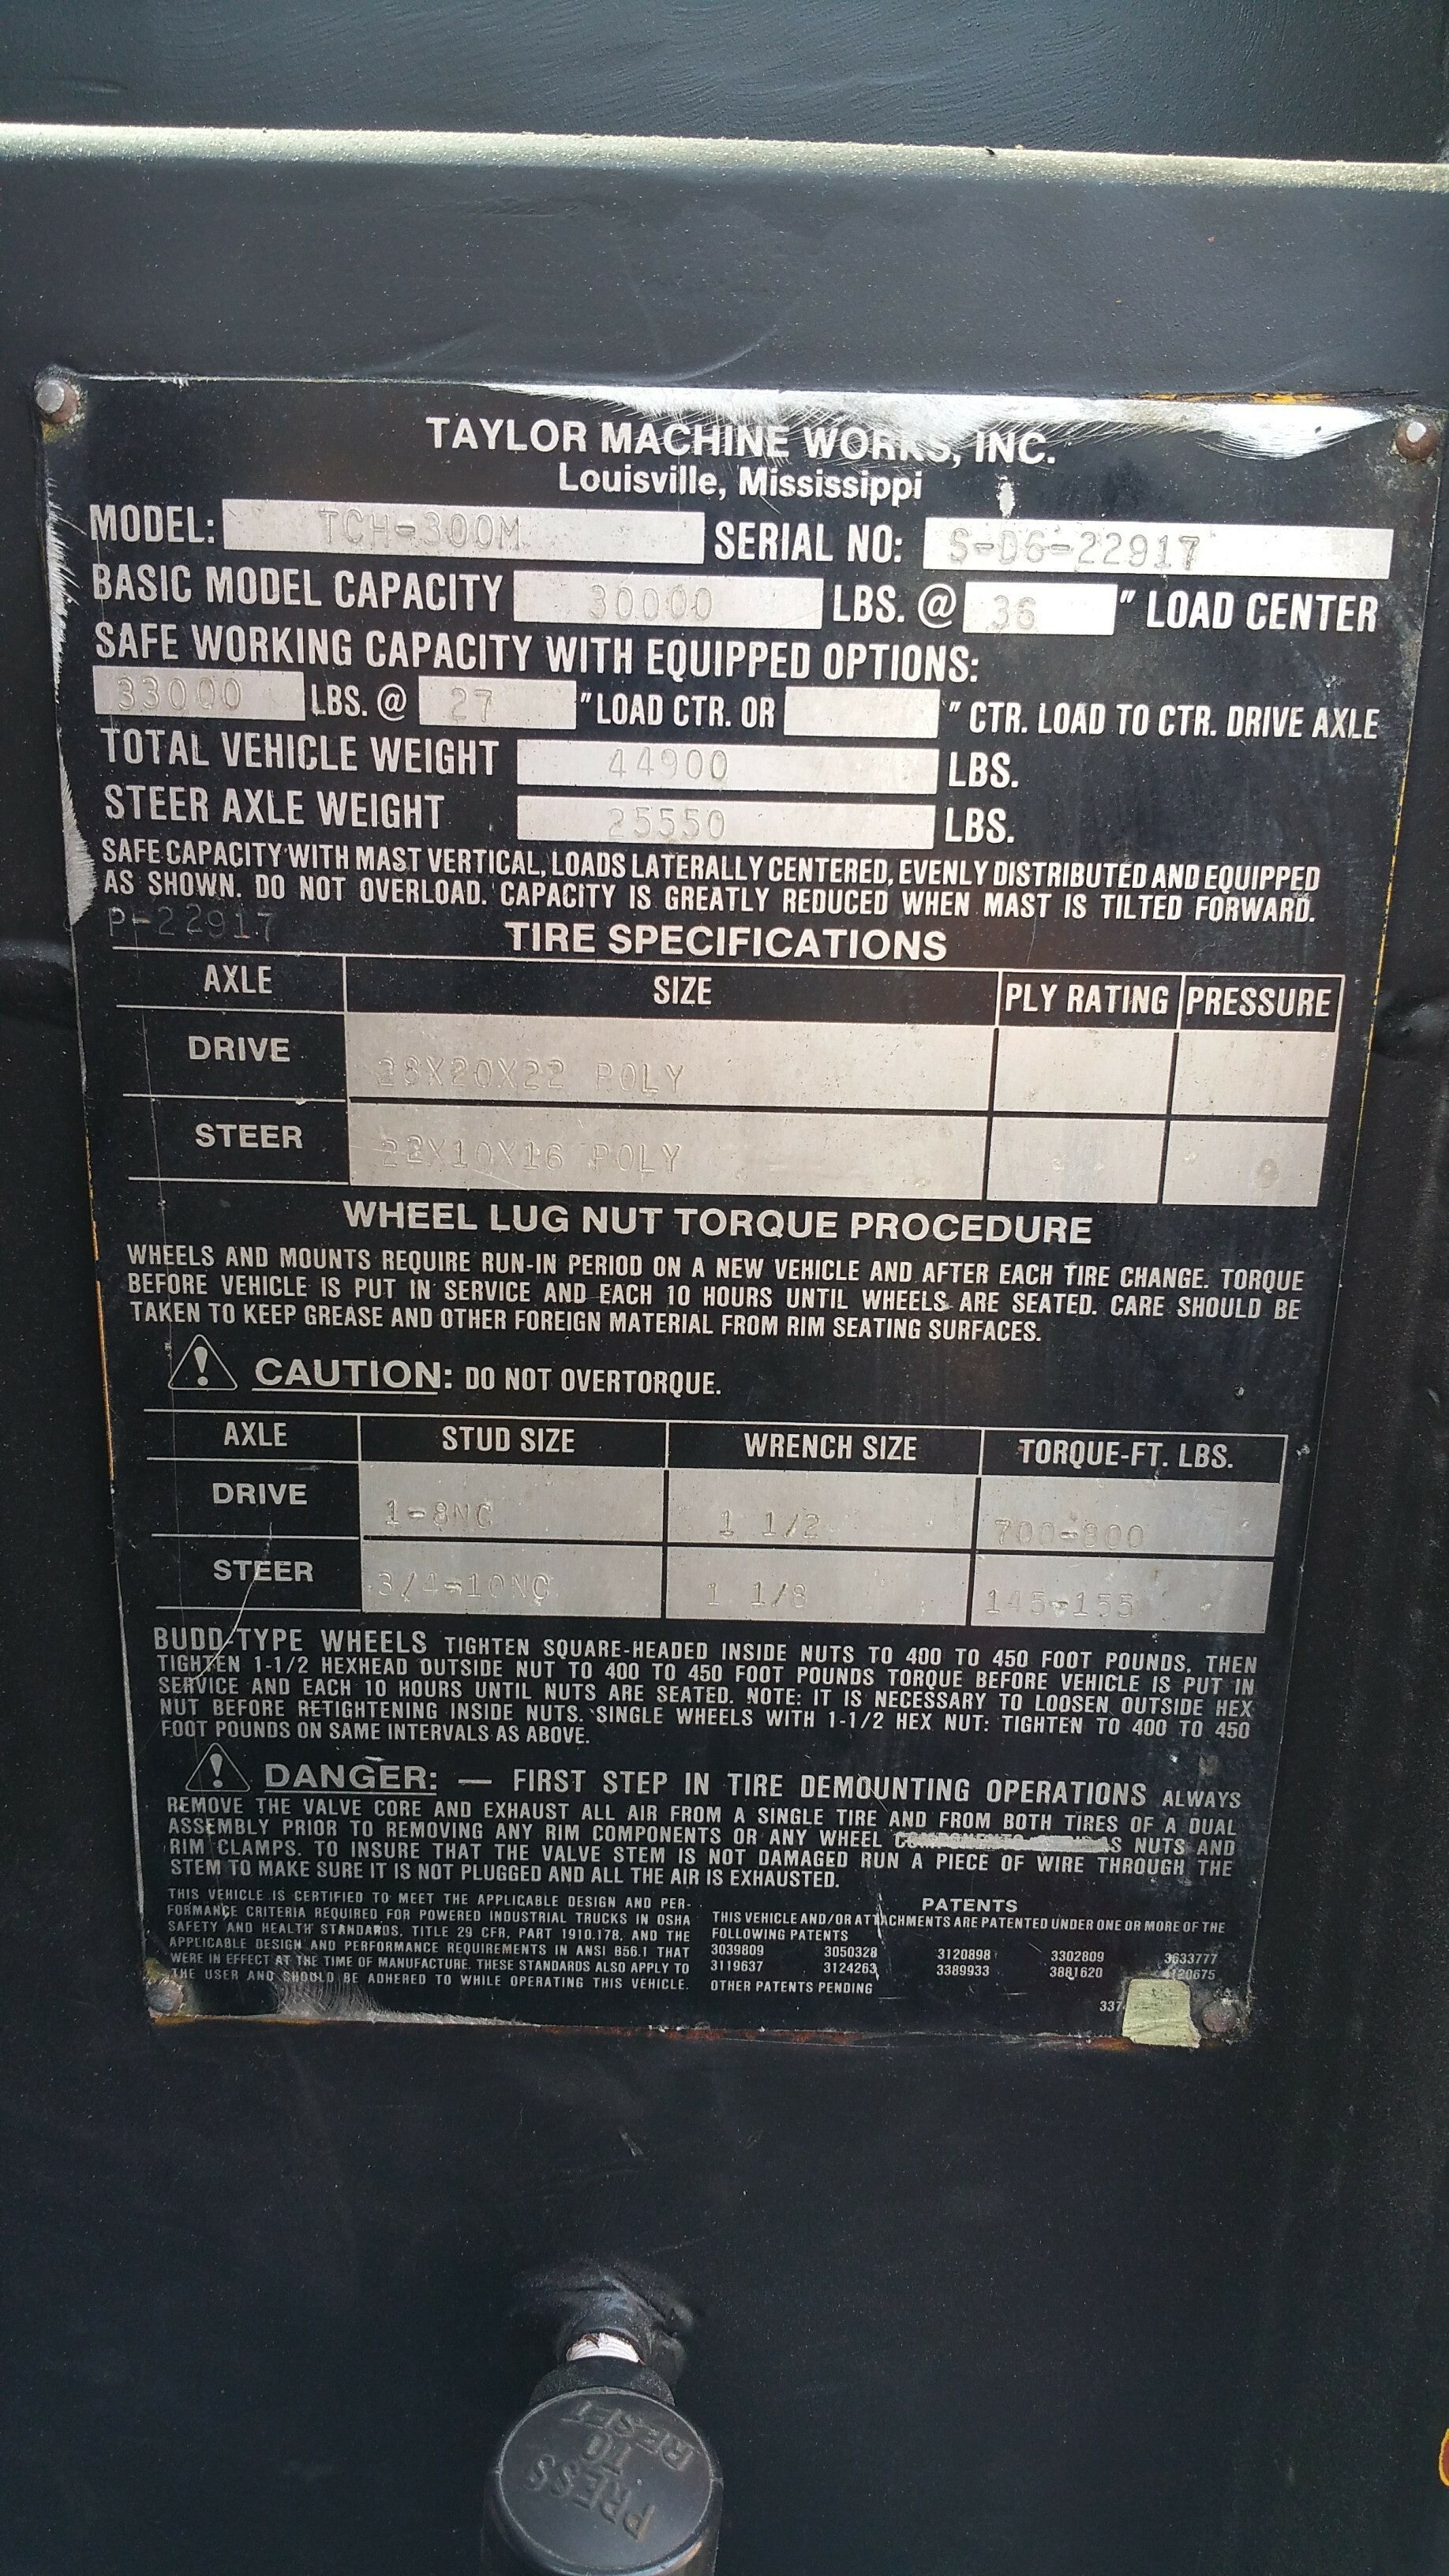 TAYLOR MACHINE WORKS, INC.
Louisville, Mississippi
MODEL: TCH-300M SERIAL NO: S-D6-22917
BASIC MODEL CAPACITY 30000 LBS. @ 36 " LOAD CENTER
SAFE WORKING CAPACITY WITH EQUIPPED OPTIONS:
33000 LBS. @ 27 " LOAD CTR. OR " CTR. LOAD TO CTR. DRIVE AXLE
TOTAL VEHICLE WEIGHT 44900 LBS.
STEER AXLE WEIGHT 25550 LBS.
SAFE CAPACITY WITH MAST VERTICAL, LOADS LATERALLY CENTERED, EVENLY DISTRIBUTED AND EQUIPPED
AS SHOWN. DO NOT OVERLOAD. CAPACITY IS GREATLY REDUCED WHEN MAST IS TILTED FORWARD.
P-22917
TIRE SPECIFICATIONS
AXLE SIZE PLY RATING PRESSURE
DRIVE 28X20X22 POLY
STEER 22X10X16 POLY
WHEEL LUG NUT TORQUE PROCEDURE
WHEELS AND MOUNTS REQUIRE RUN-IN PERIOD ON A NEW VEHICLE AND AFTER EACH TIRE CHANGE. TORQUE
BEFORE VEHICLE IS PUT IN SERVICE AND EACH 10 HOURS UNTIL WHEELS ARE SEATED. CARE SHOULD BE
TAKEN TO KEEP GREASE AND OTHER FOREIGN MATERIAL FROM RIM SEATING SURFACES.
CAUTION: DO NOT OVERTORQUE.
AXLE STUD SIZE WRENCH SIZE TORQUE-FT. LBS.
DRIVE 1-8NC 1 1/2 700-800
STEER 3/4-10NC 1 1/8 145-155
BUDD-TYPE WHEELS TIGHTEN SQUARE-HEADED INSIDE NUTS TO 400 TO 450 FOOT POUNDS, THEN
TIGHTEN 1-1/2 HEXHEAD OUTSIDE NUT TO 400 TO 450 FOOT POUNDS TORQUE BEFORE VEHICLE IS PUT IN
SERVICE AND EACH 10 HOURS UNTIL NUTS ARE SEATED. NOTE: IT IS NECESSARY TO LOOSEN OUTSIDE HEX
NUT BEFORE RETIGHTENING INSIDE NUTS. SINGLE WHEELS WITH 1-1/2 HEX NUT: TIGHTEN TO 400 TO 450
FOOT POUNDS ON SAME INTERVALS AS ABOVE.
DANGER: — FIRST STEP IN TIRE DEMOUNTING OPERATIONS ALWAYS
REMOVE THE VALVE CORE AND EXHAUST ALL AIR FROM A SINGLE TIRE AND FROM BOTH TIRES OF A DUAL
ASSEMBLY PRIOR TO REMOVING ANY RIM COMPONENTS OR ANY WHEEL COMPONENTS AS NUTS AND
RIM CLAMPS. TO INSURE THAT THE VALVE STEM IS NOT DAMAGED RUN A PIECE OF WIRE THROUGH THE
STEM TO MAKE SURE IT IS NOT PLUGGED AND ALL THE AIR IS EXHAUSTED.
THIS VEHICLE IS CERTIFIED TO MEET THE APPLICABLE DESIGN AND PER-
FORMANCE CRITERIA REQUIRED FOR POWERED INDUSTRIAL TRUCKS IN OSHA
SAFETY AND HEALTH STANDARDS, TITLE 29 CFR, PART 1910.178, AND THE
APPLICABLE DESIGN AND PERFORMANCE REQUIREMENTS IN ANSI B56.1 THAT
WERE IN EFFECT AT THE TIME OF MANUFACTURE. THESE STANDARDS ALSO APPLY TO
THE USER AND SHOULD BE ADHERED TO WHILE OPERATING THIS VEHICLE.
PATENTS
THIS VEHICLE AND/OR ATTACHMENTS ARE PATENTED UNDER ONE OR MORE OF THE
FOLLOWING PATENTS
3039809 3050328 3120898 3302809 3633777
3119637 3124263 3389933 3881620
OTHER PATENTS PENDING
337
PRESS
TO
RESET